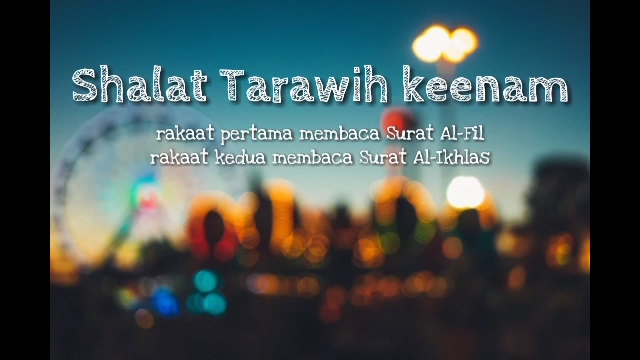 Shalat Tarawih keenam
rakaat pertama membaca Surat Al-Fil
rakaat kedua membaca Surat Al-Ikhlas